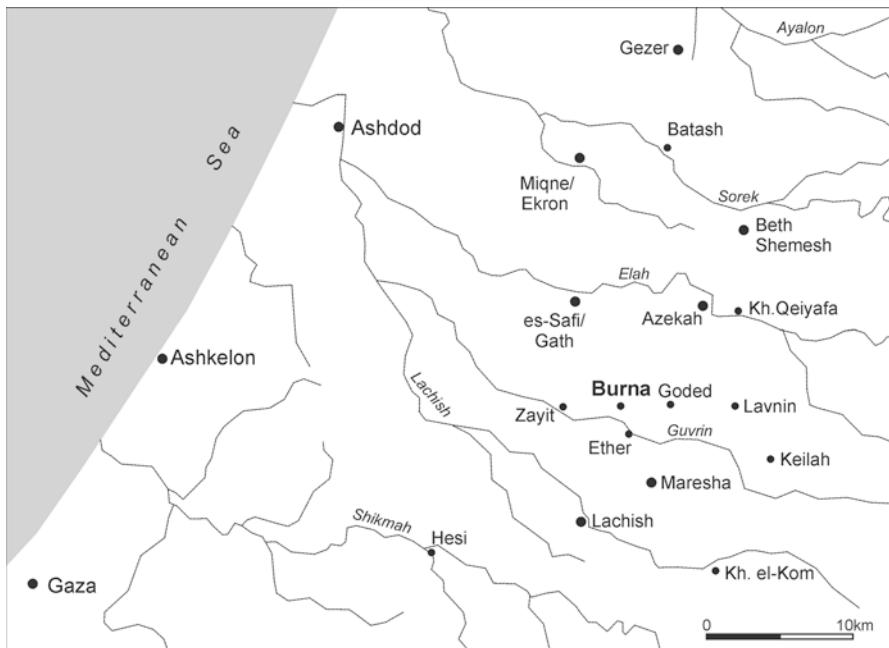 Ayalon
Gezer
Ashdod
Batash
Miqne/
Ekron
Sorek
Beth
Shemesh
Mediterranean Sea
Elah
es-Safi/
Gath
Azekah
Kh.Qeiyafa
Ashkelon
Lachish
Burna
Goded
Zayit
Lavnin
Ether
Guvrin
Keilah
Maresha
Shikmah
Lachish
Hesi
Kh. el-Kom
Gaza
0 10km